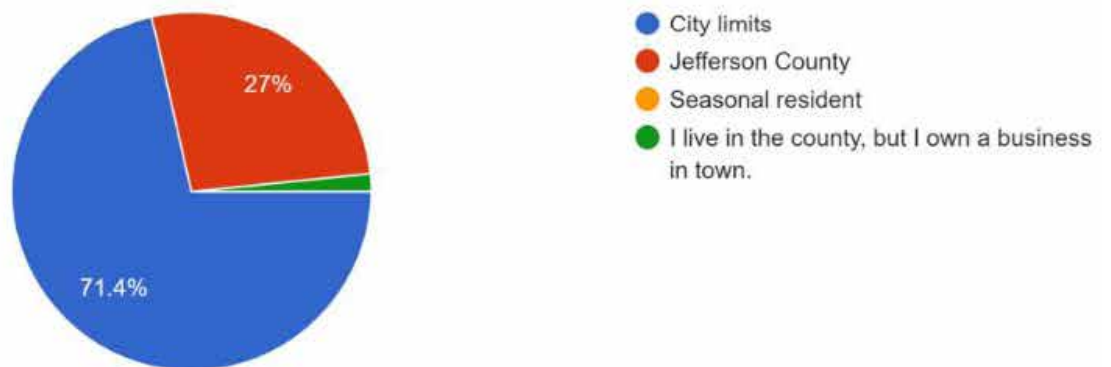 City limits
27%
Jefferson County
Seasonal resident
I live in the county, but I own a business
in town.
71.4%